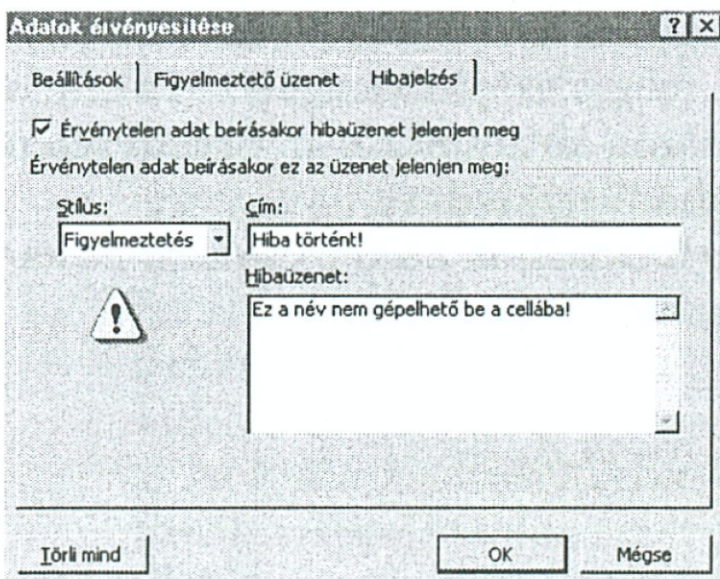 Adatok érvényesítése
Beállítások Figyelmeztető üzenet Hibajelzés
Érvénytelen adat beírásakor hibaüzenet jelenjen meg
Érvénytelen adat beírásakor ez az üzenet jelenjen meg:
Stílus: Cím:
Figyelmeztetés Hiba történt!
Hibaüzenet:
Ez a név nem gépelhető be a cellába!
Törli mind OK Mégse